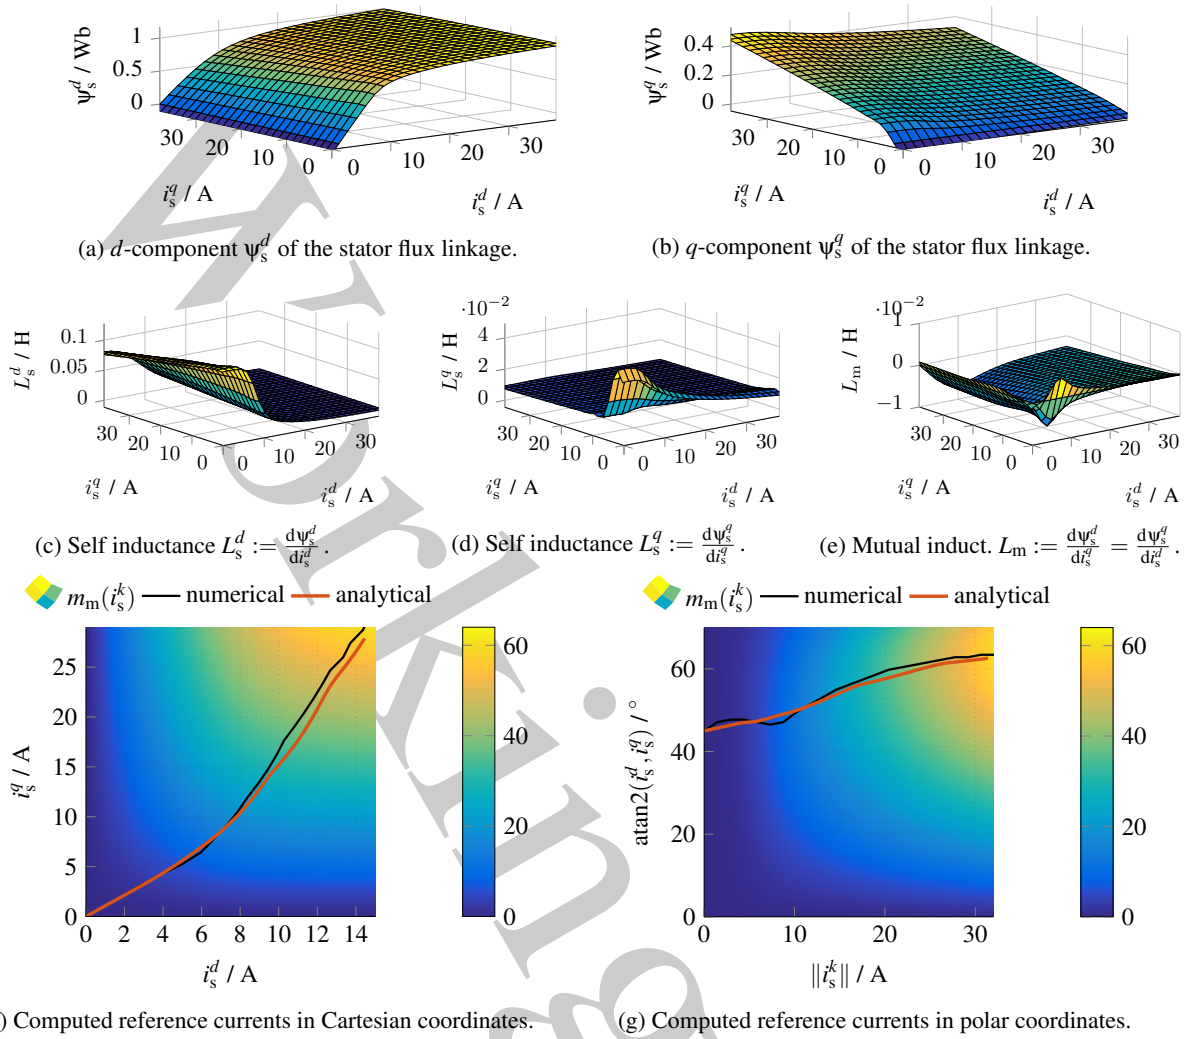 ψ_s^d / Wb
1
0.5
0
30
20
10
0
0
10
20
30
i_s^q / A
i_s^d / A
(a) d-component ψ_s^d of the stator flux linkage.
ψ_s^q / Wb
0.4
0.2
0
30
20
10
0
0
10
20
30
i_s^q / A
i_s^d / A
(b) q-component ψ_s^q of the stator flux linkage.
L_s^d / H
0.1
0.05
0
30
20
10
0
0
10
20
30
i_s^q / A
i_s^d / A
(c) Self inductance L_s^d := dψ_s^d / di_s^d .
·10⁻²
L_s^q / H
4
2
0
30
20
10
0
0
10
20
30
i_s^q / A
i_s^d / A
(d) Self inductance L_s^q := dψ_s^q / di_s^q .
·10⁻²
L_m / H
1
0
−1
30
20
10
0
0
10
20
30
i_s^q / A
i_s^d / A
(e) Mutual induct. L_m := dψ_s^d / di_s^q = dψ_s^q / di_s^d .
m_m(i_s^k) numerical analytical
i_s^q / A
25
20
15
10
5
0
0 2 4 6 8 10 12 14
i_s^d / A
60
40
20
0
) Computed reference currents in Cartesian coordinates.
m_m(i_s^k) numerical analytical
atan2(i_s^d, i_s^q) / °
60
40
20
0
0 10 20 30
‖i_s^k‖ / A
60
40
20
0
(g) Computed reference currents in polar coordinates.
Working